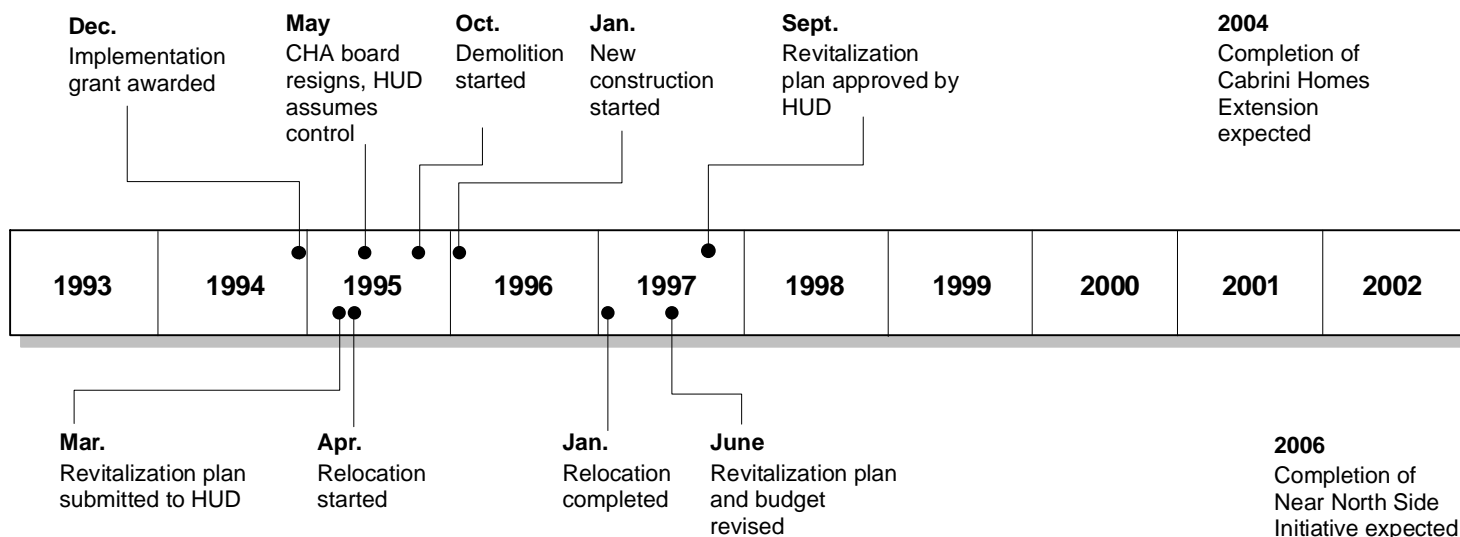 Dec.
Implementation
grant awarded
May
CHA board
resigns, HUD
assumes
control
Oct.
Demolition
started
Jan.
New
construction
started
Sept.
Revitalization
plan approved by
HUD
2004
Completion of
Cabrini Homes
Extension
expected
1993
1994
1995
1996
1997
1998
1999
2000
2001
2002
Mar.
Revitalization plan
submitted to HUD
Apr.
Relocation
started
Jan.
Relocation
completed
June
Revitalization plan
and budget
revised
2006
Completion of
Near North Side
Initiative expected